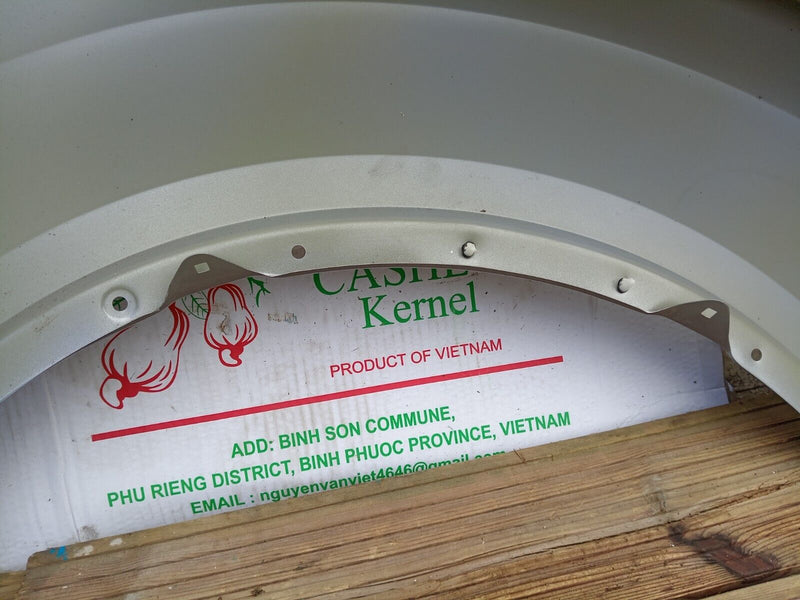 Kernel
PRODUCT OF VIETNAM
ADD: BINH SON COMMUNE,
PHU RIENG DISTRICT, BINH PHUOC PROVINCE, VIETNAM
EMAIL : nguyenvanviet4646@gmail.com